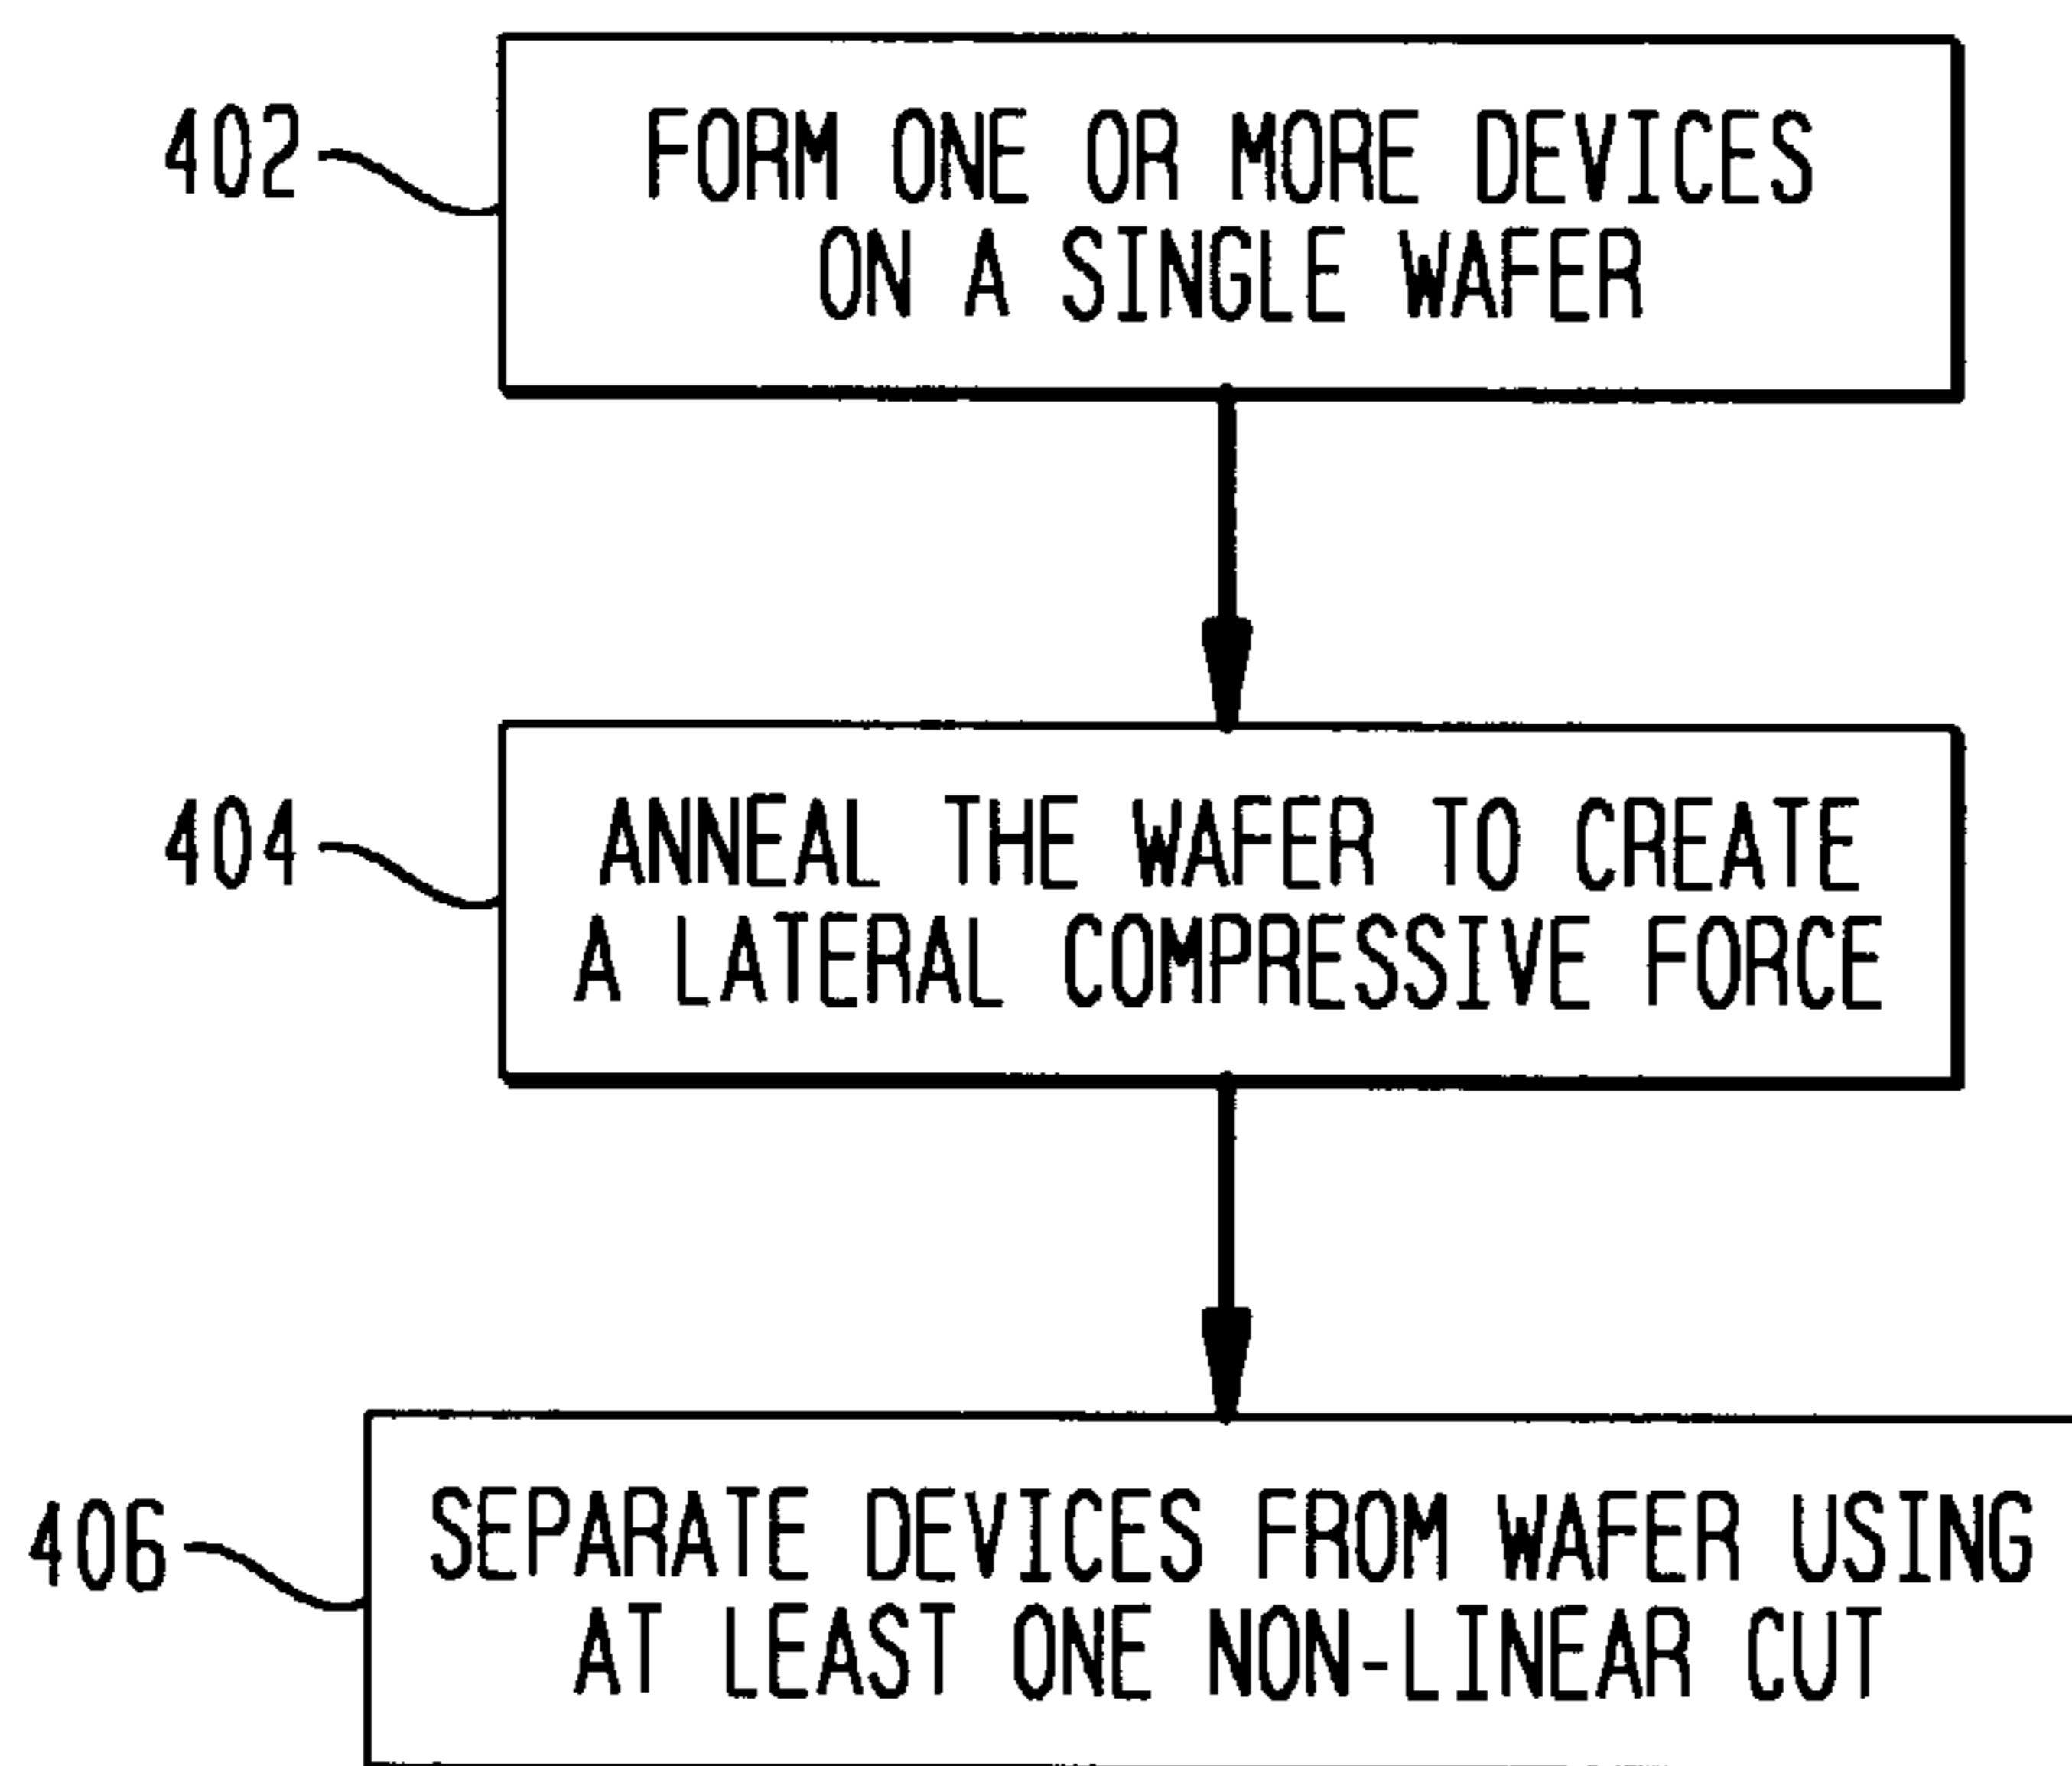 402
FORM ONE OR MORE DEVICES
ON A SINGLE WAFER
404
ANNEAL THE WAFER TO CREATE
A LATERAL COMPRESSIVE FORCE
406
SEPARATE DEVICES FROM WAFER USING
AT LEAST ONE NON-LINEAR CUT